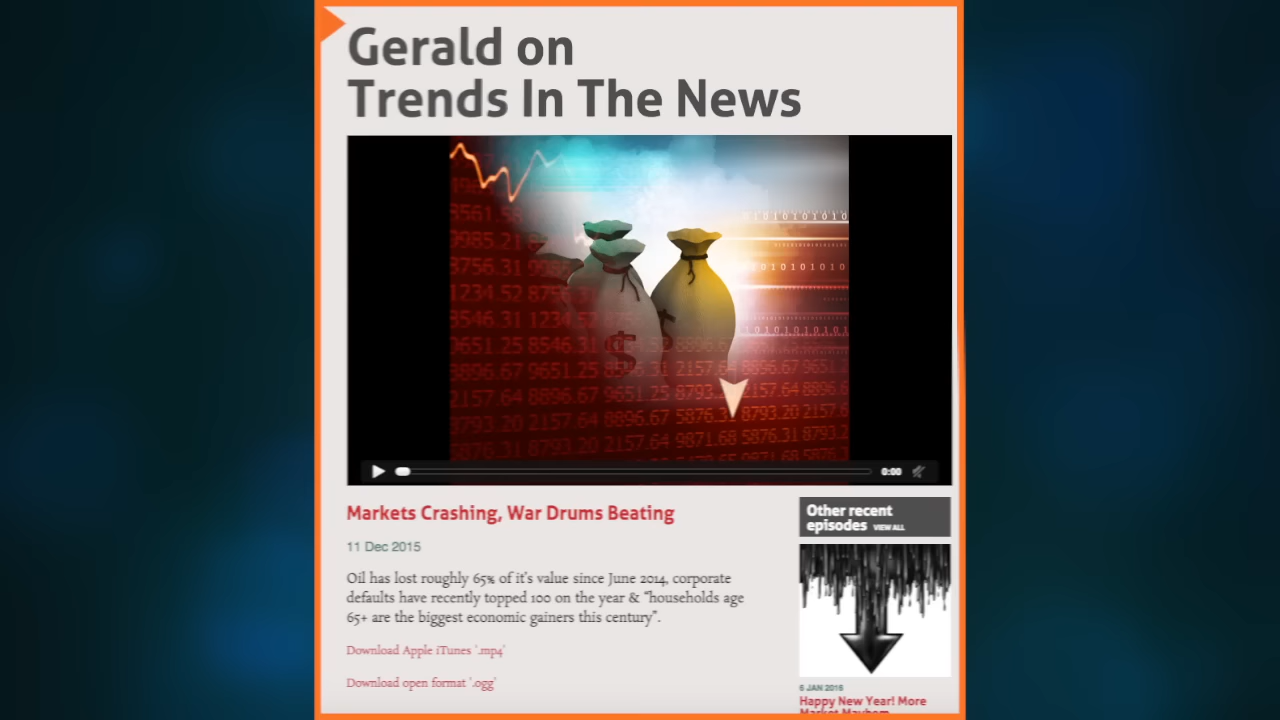 Gerald on
Trends In The News
0:00
Markets Crashing, War Drums Beating
11 Dec 2015
Oil has lost roughly 65% of it's value since June 2014, corporate
defaults have recently topped 100 on the year & "households age
65+ are the biggest economic gainers this century".
Download Apple iTunes '.mp4'
Download open format '.ogg'
Other recent
episodes VIEW ALL
5 JAN 2016
Happy New Year! More
Market Mayhem